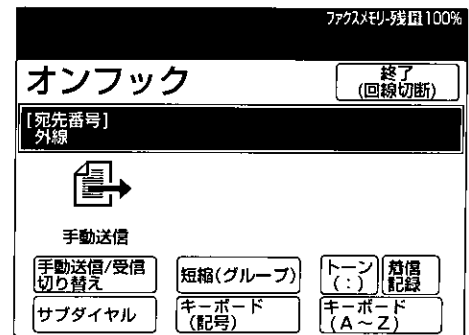 ファクスメモリー残量100%
オンフック
終了
(回線切断)
[宛先番号]
外線
手動送信
手動送信/受信
切り替え
短縮(グループ)
トーン
(:)
着信
記録
サブダイヤル
キーボード
(記号)
キーボード
(A～Z)